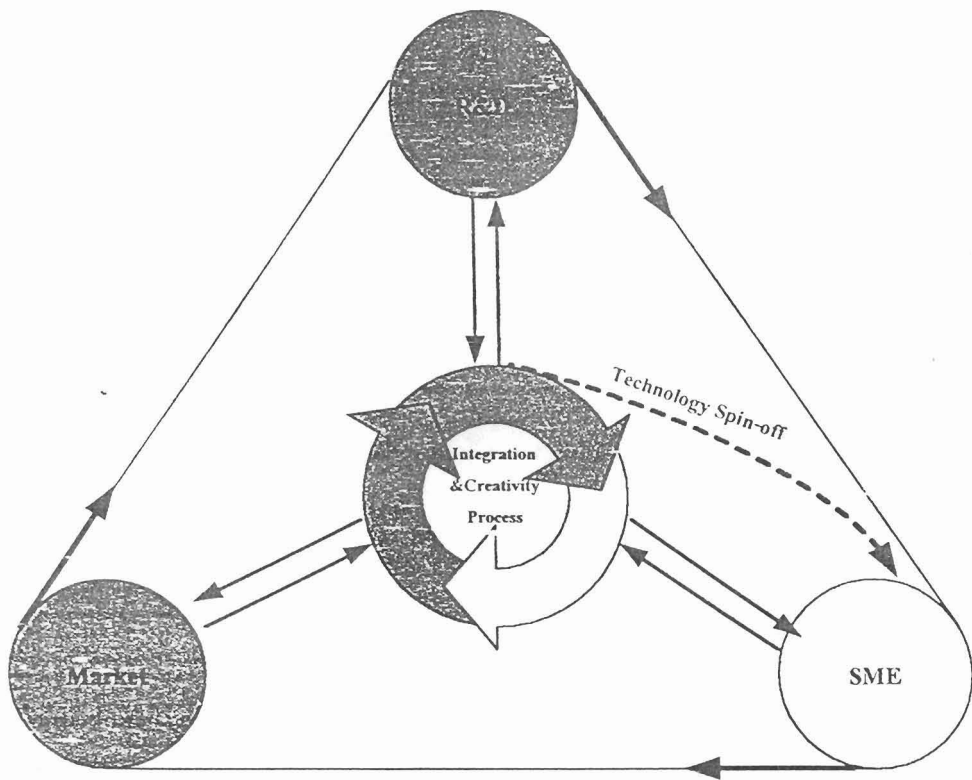 R&D
Technology Spin-off
Integration
&Creativity
Process
Market
SME